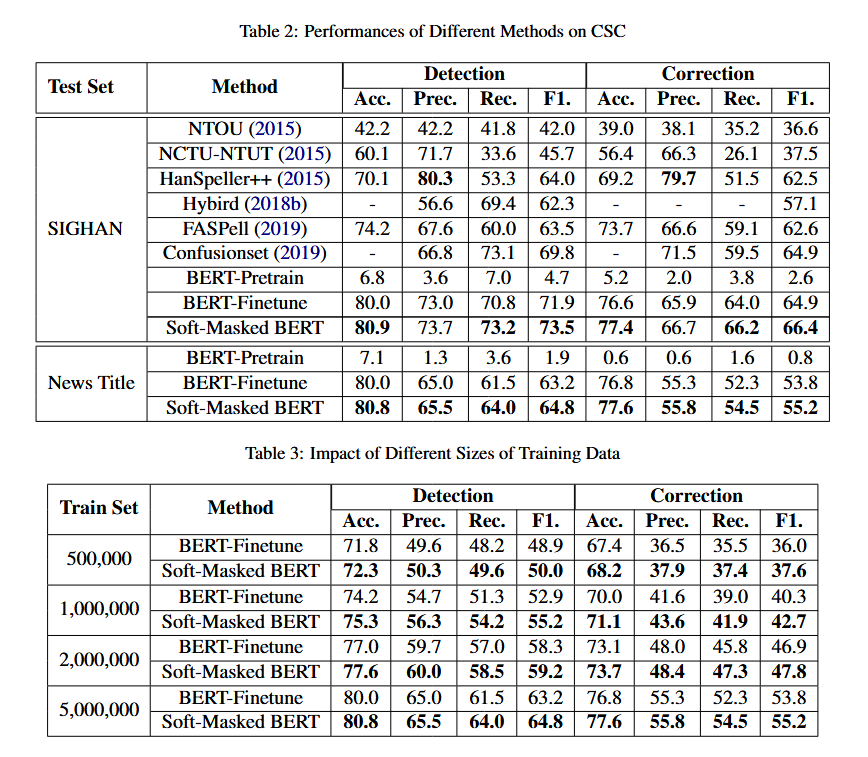 Table 2: Performances of Different Methods on CSC
Test Set Method Detection Correction
Acc. Prec. Rec. F1. Acc. Prec. Rec. F1.
SIGHAN
NTOU (2015) 42.2 42.2 41.8 42.0 39.0 38.1 35.2 36.6
NCTU-NTUT (2015) 60.1 71.7 33.6 45.7 56.4 66.3 26.1 37.5
HanSpeller++ (2015) 70.1 80.3 53.3 64.0 69.2 79.7 51.5 62.5
Hybird (2018b) - 56.6 69.4 62.3 - - - 57.1
FASPell (2019) 74.2 67.6 60.0 63.5 73.7 66.6 59.1 62.6
Confusionset (2019) - 66.8 73.1 69.8 - 71.5 59.5 64.9
BERT-Pretrain 6.8 3.6 7.0 4.7 5.2 2.0 3.8 2.6
BERT-Finetune 80.0 73.0 70.8 71.9 76.6 65.9 64.0 64.9
Soft-Masked BERT 80.9 73.7 73.2 73.5 77.4 66.7 66.2 66.4
News Title
BERT-Pretrain 7.1 1.3 3.6 1.9 0.6 0.6 1.6 0.8
BERT-Finetune 80.0 65.0 61.5 63.2 76.8 55.3 52.3 53.8
Soft-Masked BERT 80.8 65.5 64.0 64.8 77.6 55.8 54.5 55.2
Table 3: Impact of Different Sizes of Training Data
Train Set Method Detection Correction
Acc. Prec. Rec. F1. Acc. Prec. Rec. F1.
500,000
BERT-Finetune 71.8 49.6 48.2 48.9 67.4 36.5 35.5 36.0
Soft-Masked BERT 72.3 50.3 49.6 50.0 68.2 37.9 37.4 37.6
1,000,000
BERT-Finetune 74.2 54.7 51.3 52.9 70.0 41.6 39.0 40.3
Soft-Masked BERT 75.3 56.3 54.2 55.2 71.1 43.6 41.9 42.7
2,000,000
BERT-Finetune 77.0 59.7 57.0 58.3 73.1 48.0 45.8 46.9
Soft-Masked BERT 77.6 60.0 58.5 59.2 73.7 48.4 47.3 47.8
5,000,000
BERT-Finetune 80.0 65.0 61.5 63.2 76.8 55.3 52.3 53.8
Soft-Masked BERT 80.8 65.5 64.0 64.8 77.6 55.8 54.5 55.2